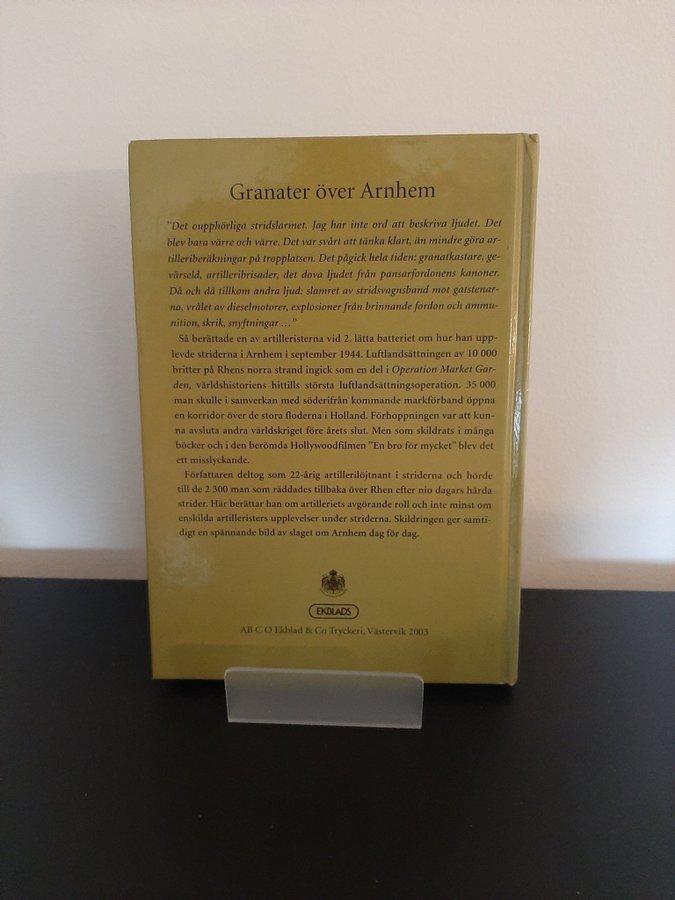 Granater över Arnhem
”Det oupphörliga stridslarmet. Jag har inte ord att beskriva ljudet. Det
blev bara värre och värre. Det var svårt att tänka klart, än mindre göra ar-
tilleriberäkningar på tropplatsen. Det pågick hela tiden: granatkastare, ge-
värseld, artilleribrisader, det dova ljudet från pansarfordonens kanoner.
Då och då tillkom andra ljud: slamret av stridsvagnsband mot gatstenar-
na, vrålet av dieselmotorer, explosioner från brinnande fordon och ammu-
nition, skrik, snyftningar …”
Så berättade en av artilleristerna vid 2. lätta batteriet om hur han upp-
levde striderna i Arnhem i september 1944. Luftlandsättningen av 10 000
britter på Rhens norra strand ingick som en del i Operation Market Gar-
den, världshistoriens hittills största luftlandsättningsoperation. 35 000
man skulle i samverkan med söderifrån kommande markförband öppna
en korridor över de stora floderna i Holland. Förhoppningen var att kun-
na avsluta andra världskriget före årets slut. Men som skildrats i många
böcker och i den berömda Hollywoodfilmen ”En bro för mycket” blev det
ett misslyckande.
Författaren deltog som 22-årig artillerilöjtnant i striderna och hörde
till de 2 300 man som räddades tillbaka över Rhen efter nio dagars hårda
strider. Här berättar han om artilleriets avgörande roll och inte minst om
enskilda artilleristers upplevelser under striderna. Skildringen ger samti-
digt en spännande bild av slaget om Arnhem dag för dag.
EKBLADS
AB C O Ekblad & Co Tryckeri, Västervik 2003